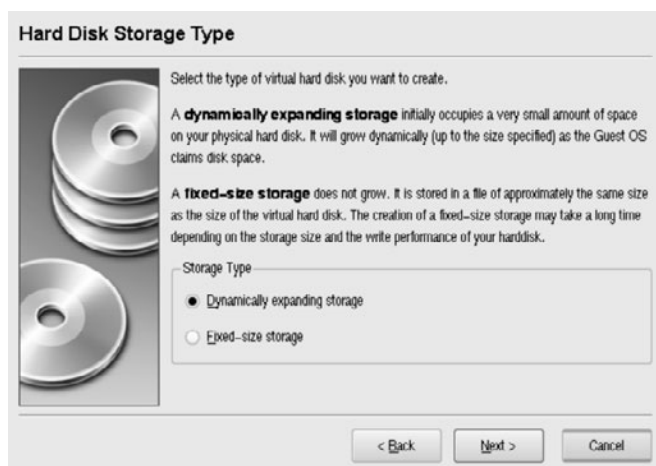 Hard Disk Storage Type
Select the type of virtual hard disk you want to create.
A dynamically expanding storage initially occupies a very small amount of space
on your physical hard disk. It will grow dynamically (up to the size specified) as the Guest OS
claims disk space.
A fixed-size storage does not grow. It is stored in a file of approximately the same size
as the size of the virtual hard disk. The creation of a fixed-size storage may take a long time
depending on the storage size and the write performance of your harddisk.
Storage Type
Dynamically expanding storage
Fixed-size storage
< Back
Next >
Cancel